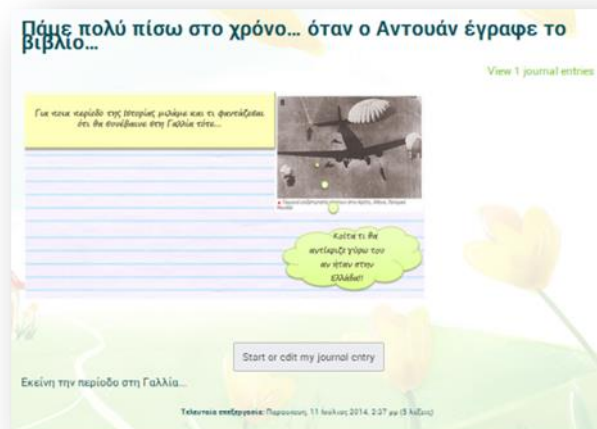 Πάμε πολύ πίσω στο χρόνο... όταν ο Αντουάν έγραφε το
βιβλίο...
View 1 journal entries
Για ποια περίοδο της Ιστορίας μιλάμε και τι φαντάζεσαι
ότι θα συνέβαινε στη Γαλλία τότε...
Κοίτα τι θα
αντίκριζε γύρω του
αν ήταν στην
Ελλάδα!!
Start or edit my journal entry
Εκείνη την περίοδο στη Γαλλία...
Τελευταία επεξεργασία: Παρασκευή, 11 Ιουλίου 2014, 2:27 μμ (5 λέξεις)